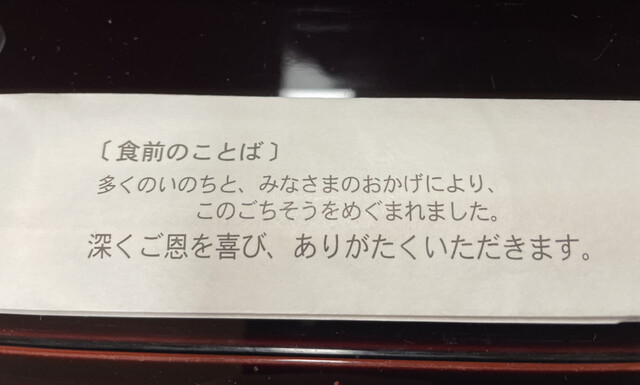 〔食前のことば〕
多くのいのちと、みなさまのおかげにより、
このごちそうをめぐまれました。
深くご恩を喜び、ありがたくいただきます。